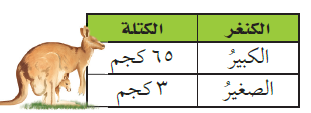 الكنغر الكتلة
الكبيرُ ٦٥ كجم
الصغيرُ ٣ كجم